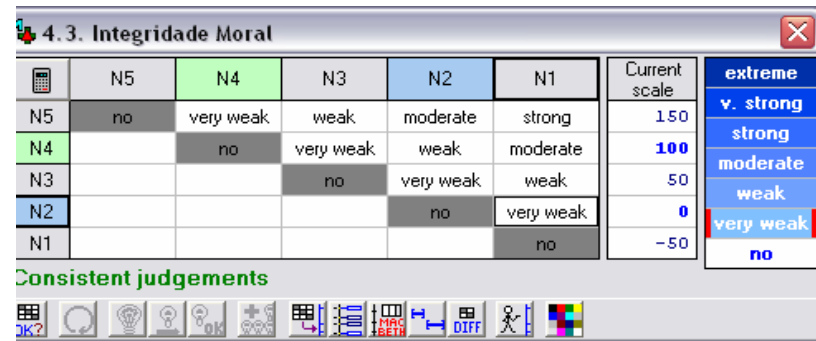 4.3. Integridade Moral
N5 N4 N3 N2 N1 Current scale extreme
v. strong
N5 no very weak weak moderate strong 150
strong
N4 no very weak weak moderate 100
moderate
N3 no very weak weak 50
weak
N2 no very weak 0
very weak
N1 no -50
no
Consistent judgements
OK? OK MAC BETH DIFF